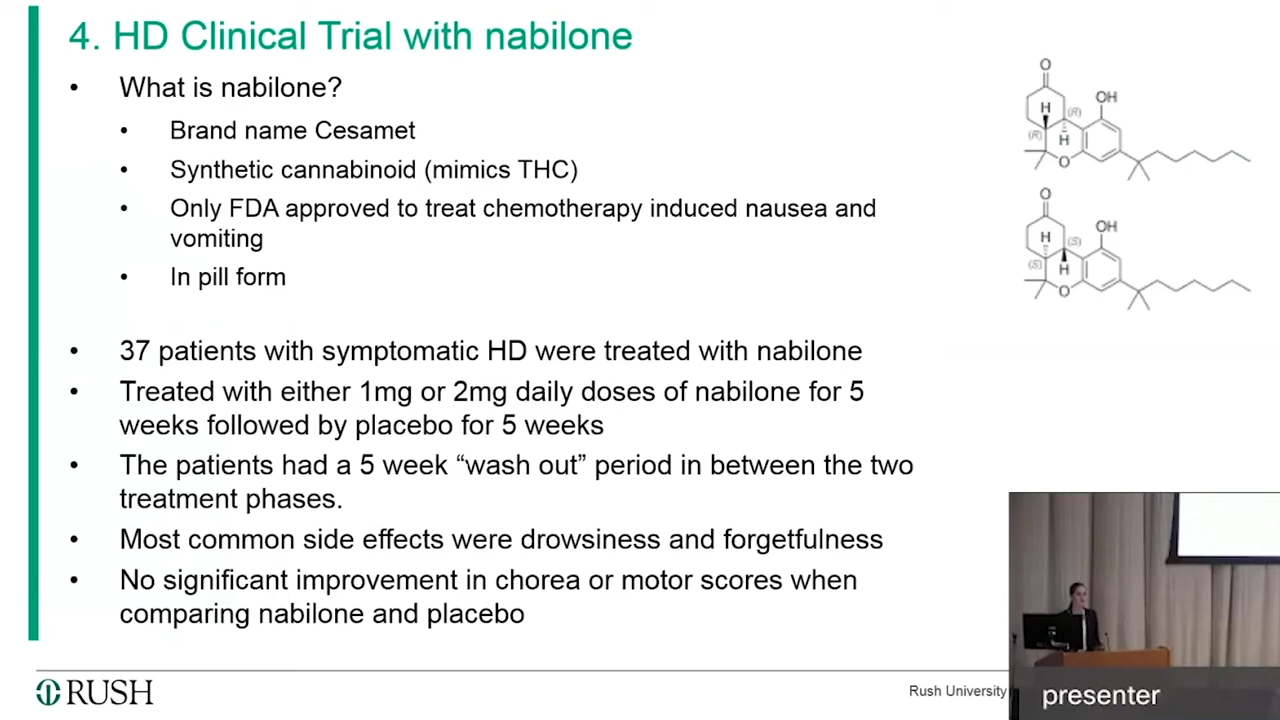 4. HD Clinical Trial with nabilone
• What is nabilone?
• Brand name Cesamet
• Synthetic cannabinoid (mimics THC)
• Only FDA approved to treat chemotherapy induced nausea and
vomiting
• In pill form
• 37 patients with symptomatic HD were treated with nabilone
• Treated with either 1mg or 2mg daily doses of nabilone for 5
weeks followed by placebo for 5 weeks
• The patients had a 5 week “wash out” period in between the two
treatment phases.
• Most common side effects were drowsiness and forgetfulness
• No significant improvement in chorea or motor scores when
comparing nabilone and placebo
O
OH
H
(R)
(R)
H
O
O
OH
H
(S)
(S)
H
O
RUSH
Rush University
presenter